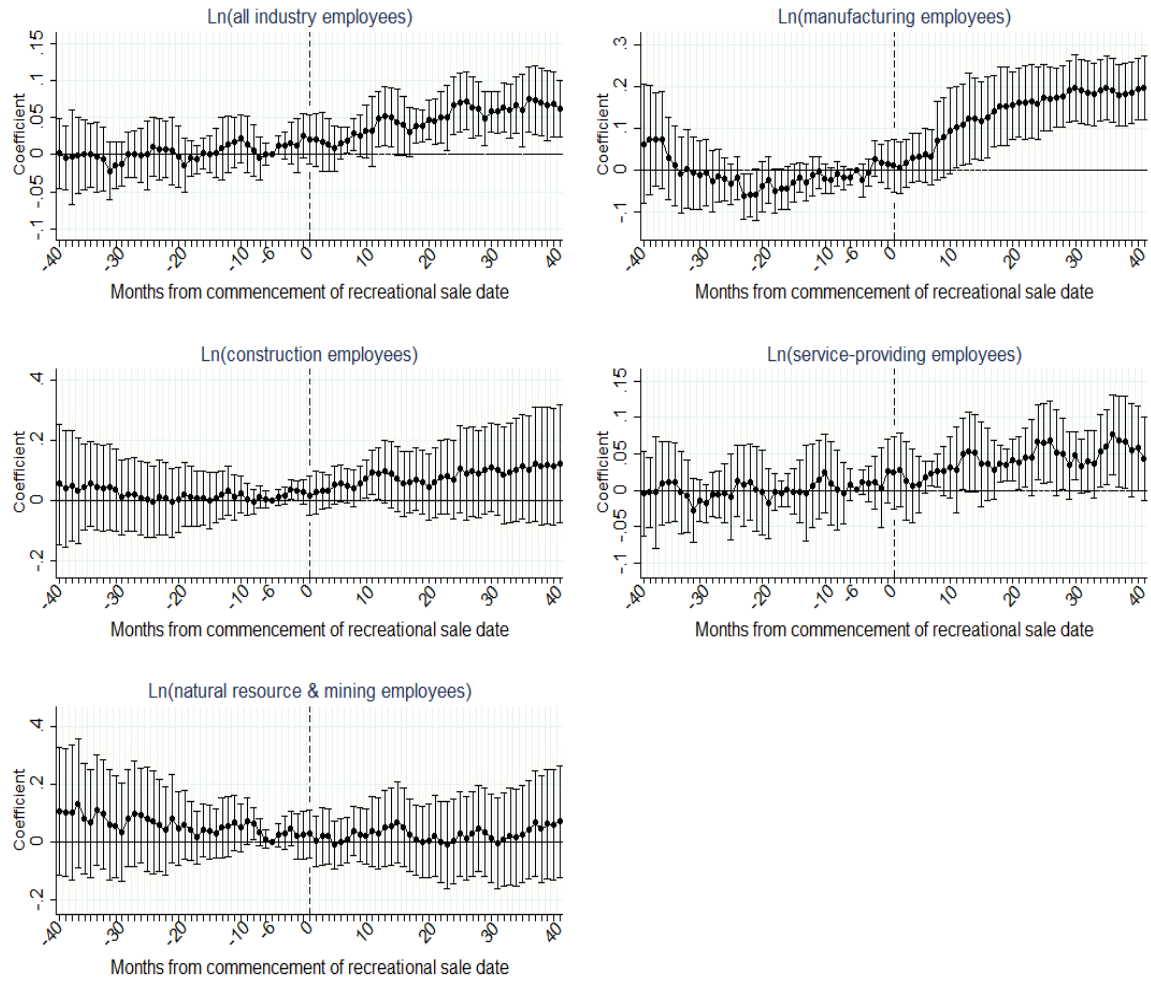 Ln(all industry employees)
Coefficient
.15
.1
.05
0
-.05
-.1
-40 -30 -20 -10 -6 0 10 20 30 40
Months from commencement of recreational sale date
Ln(manufacturing employees)
Coefficient
.3
.2
.1
0
-.1
-40 -30 -20 -10 -6 0 10 20 30 40
Months from commencement of recreational sale date
Ln(construction employees)
Coefficient
.4
.2
0
-.2
-40 -30 -20 -10 -6 0 10 20 30 40
Months from commencement of recreational sale date
Ln(service-providing employees)
Coefficient
.15
.1
.05
0
-.05
-.1
-40 -30 -20 -10 -6 0 10 20 30 40
Months from commencement of recreational sale date
Ln(natural resource & mining employees)
Coefficient
.4
.2
0
-.2
-40 -30 -20 -10 -6 0 10 20 30 40
Months from commencement of recreational sale date